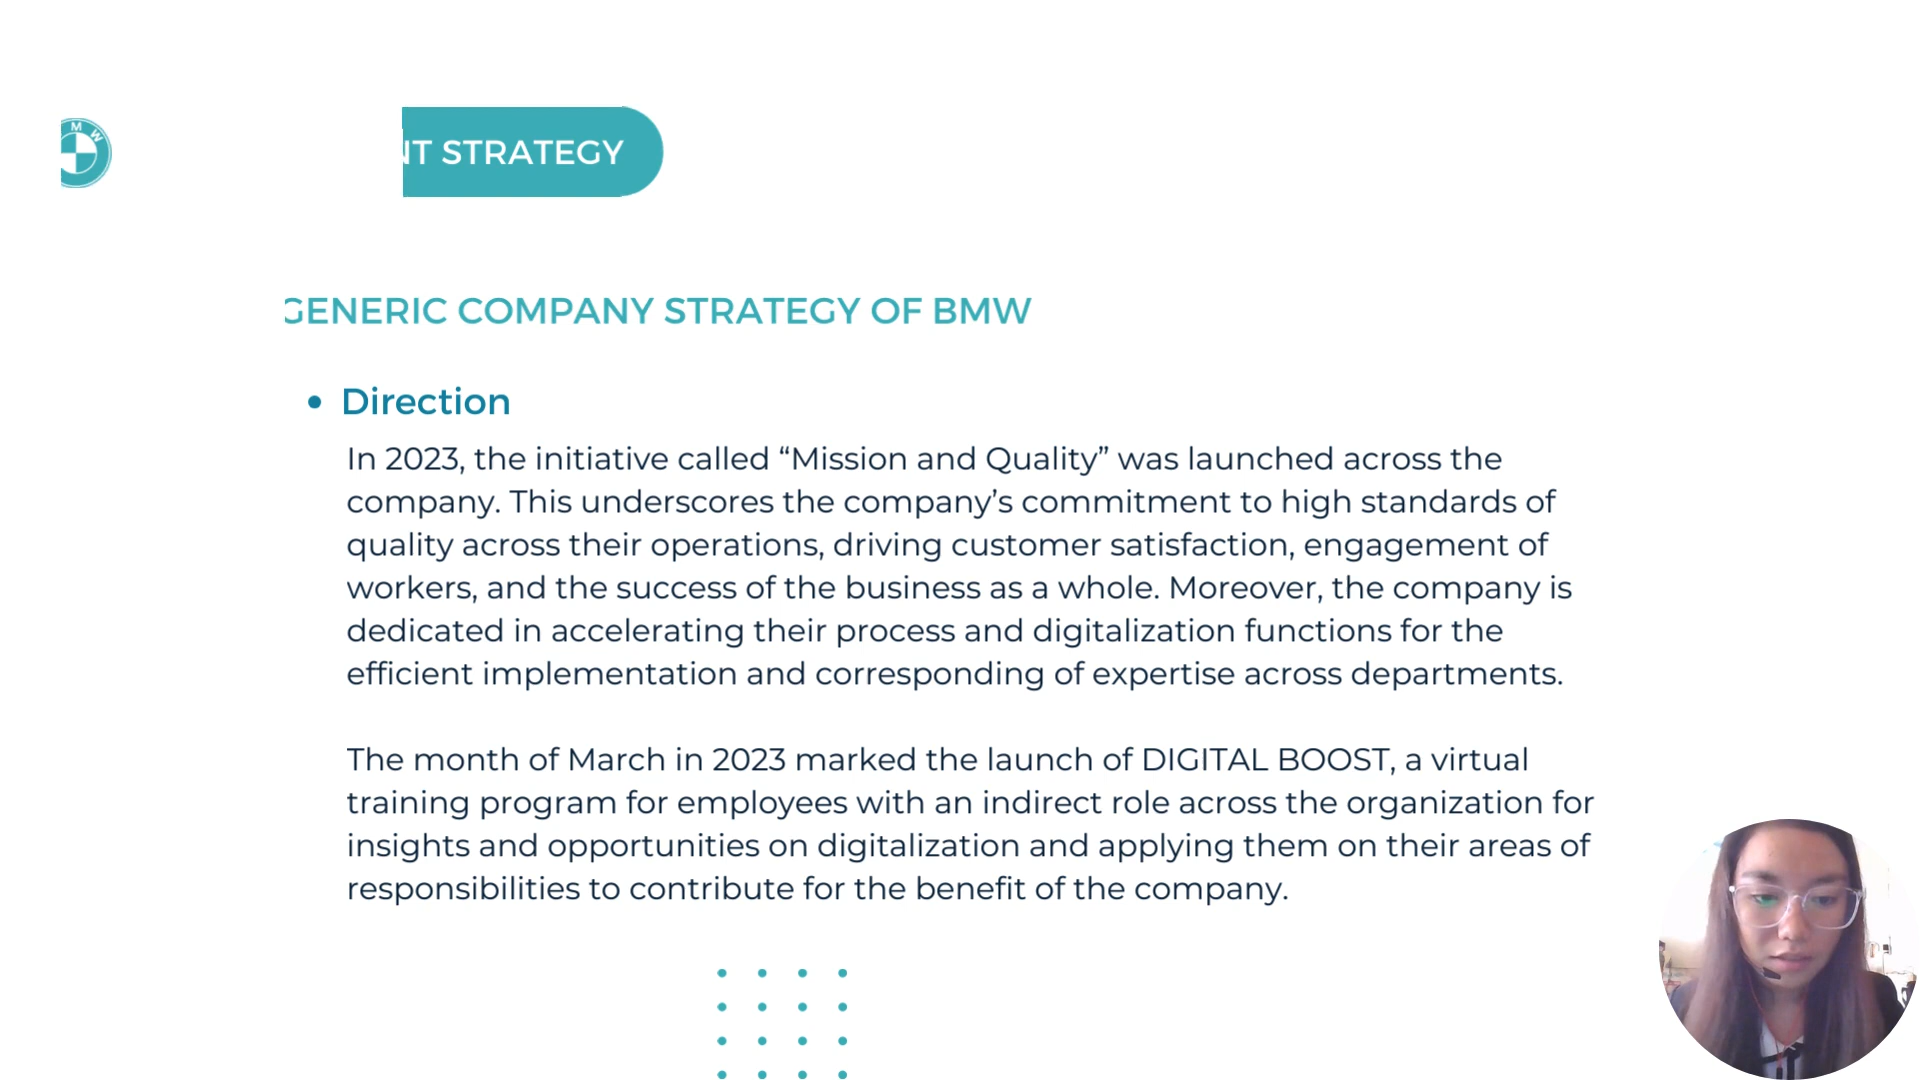 M W
NT STRATEGY
GENERIC COMPANY STRATEGY OF BMW
• Direction
In 2023, the initiative called “Mission and Quality” was launched across the
company. This underscores the company’s commitment to high standards of
quality across their operations, driving customer satisfaction, engagement of
workers, and the success of the business as a whole. Moreover, the company is
dedicated in accelerating their process and digitalization functions for the
efficient implementation and corresponding of expertise across departments.
The month of March in 2023 marked the launch of DIGITAL BOOST, a virtual
training program for employees with an indirect role across the organization for
insights and opportunities on digitalization and applying them on their areas of
responsibilities to contribute for the benefit of the company.